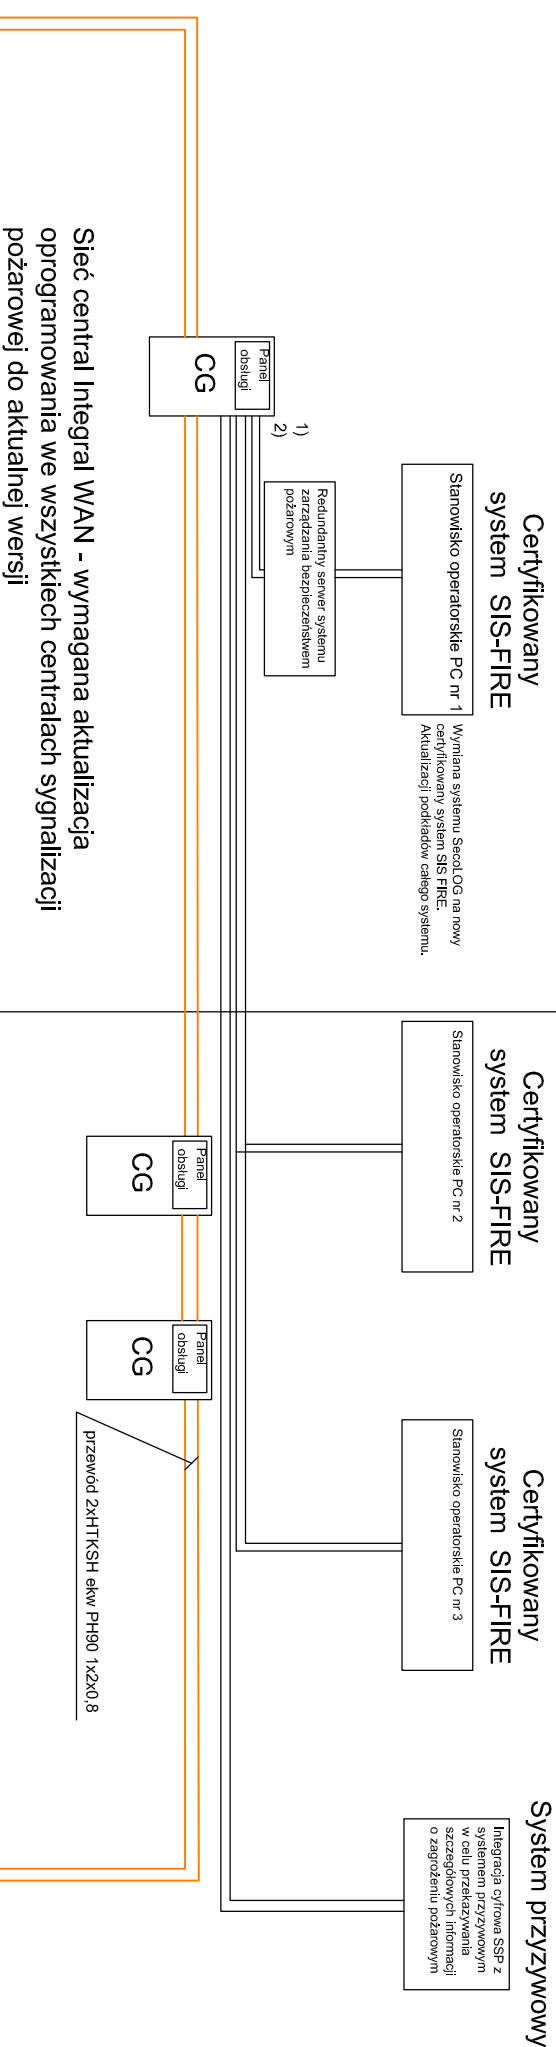 Certyfikowany
system SIS-FIRE
Stanowisko operatorskie PC nr 1
Wymiana systemu SecoLOG na nowy
certyfikowany system SIS FIRE.
Aktualizacji podkładów całego systemu.
Redundantny serwer systemu
zarządzania bezpieczeństwem
pożarowym
1)
2)
Panel
obsługi
CG
Sieć central Integral WAN - wymagana aktualizacja
oprogramowania we wszystkiech centralach sygnalizacji
pożarowej do aktualnej wersji
Certyfikowany
system SIS-FIRE
Stanowisko operatorskie PC nr 2
Panel
obsługi
CG
Panel
obsługi
CG
przewód 2xHTKSH ekw PH90 1x2x0,8
Certyfikowany
system SIS-FIRE
Stanowisko operatorskie PC nr 3
System przyzywowy
Integracja cyfrowa SSP z
systemem przyzywowym
w celu przekazywania
szczegółowych informacji
o zagrożeniu pożarowym